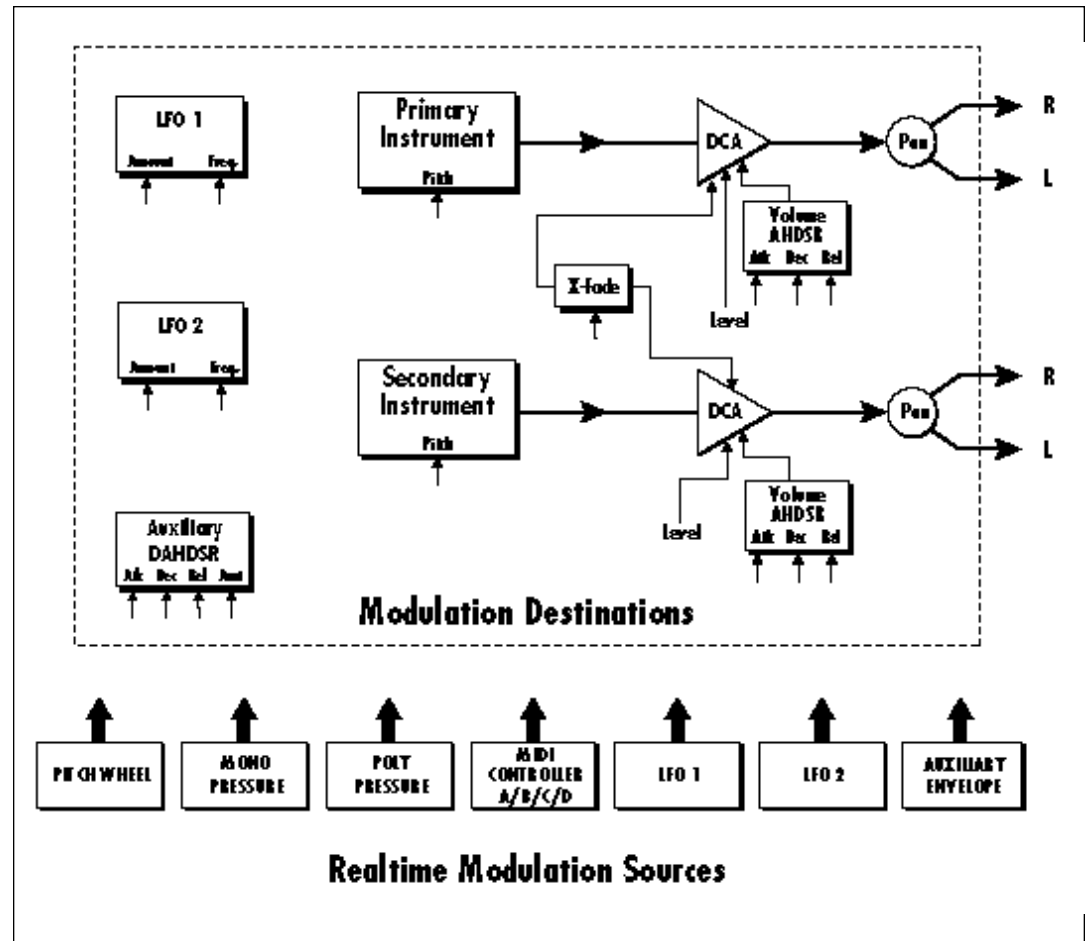 LFO 1
Amount Freq.
Primary
Instrument
Pitch
DCA
Pan
R
L
Volume
AHDSR
Atk Dec Rel
X-fade
Level
LFO 2
Amount Freq.
Secondary
Instrument
Pitch
DCA
Pan
R
L
Volume
AHDSR
Atk Dec Rel
Level
Auxiliary
DAHDSR
Atk Dec Rel Amt
Modulation Destinations
PITCH WHEEL
MONO
PRESSURE
POLY
PRESSURE
MIDI
CONTROLLER
A/B/C/D
LFO 1
LFO 2
AUXILIARY
ENVELOPE
Realtime Modulation Sources